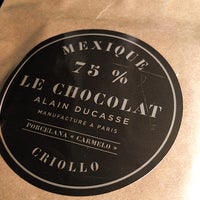 MEXIQUE
75 %
LE CHOCOLAT
ALAIN DUCASSE
MANUFACTURE À PARIS
PORCELANA « CARMELO »
CRIOLLO